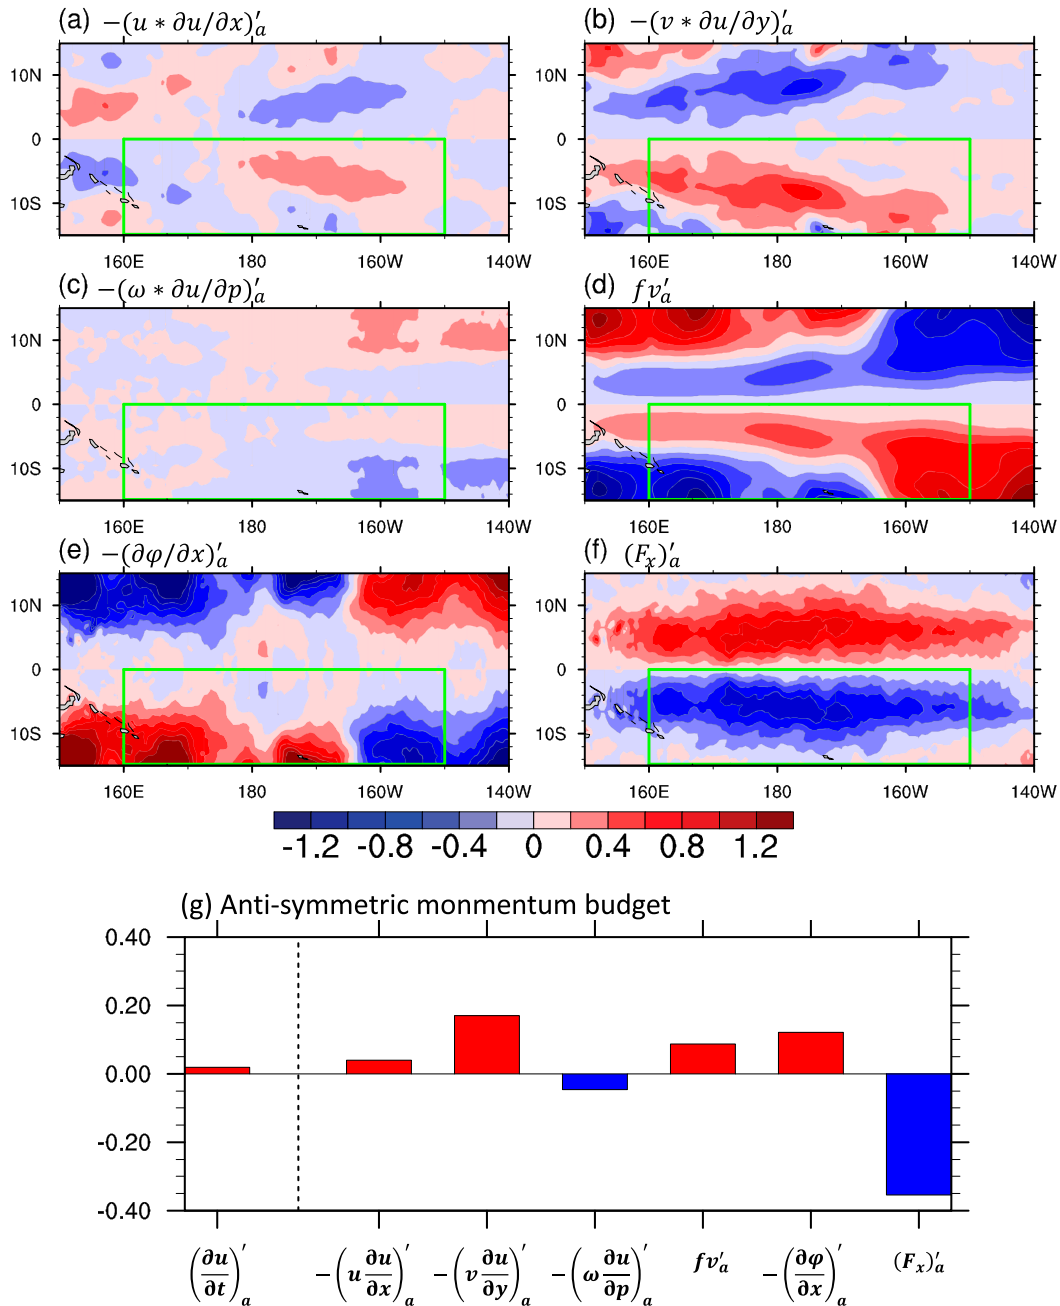 (a) −(u * ∂u/∂x)′ₐ
(b) −(v * ∂u/∂y)′ₐ
10N
0
10S
160E 180 160W 140W
10N
0
10S
160E 180 160W 140W
(c) −(ω * ∂u/∂p)′ₐ
(d) fv′ₐ
10N
0
10S
160E 180 160W 140W
10N
0
10S
160E 180 160W 140W
(e) −(∂φ/∂x)′ₐ
(f) (Fₓ)′ₐ
10N
0
10S
160E 180 160W 140W
10N
0
10S
160E 180 160W 140W
-1.2 -0.8 -0.4 0 0.4 0.8 1.2
(g) Anti-symmetric monmentum budget
0.40
0.20
0.00
-0.20
-0.40
(∂u/∂t)′ₐ −(u ∂u/∂x)′ₐ −(v ∂u/∂y)′ₐ −(ω ∂u/∂p)′ₐ fv′ₐ −(∂φ/∂x)′ₐ (Fₓ)′ₐ